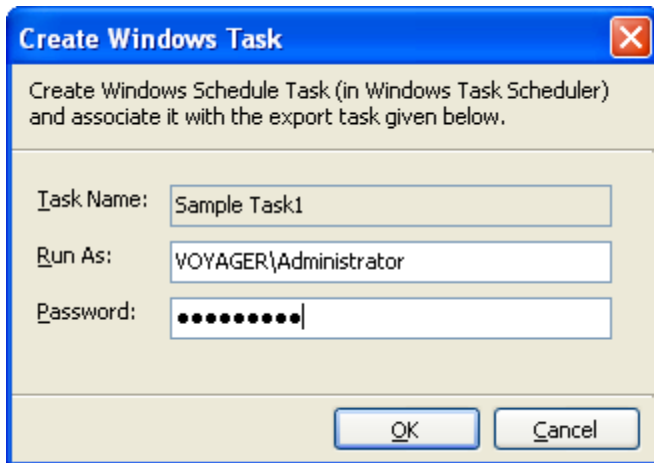 Create Windows Task
Create Windows Schedule Task (in Windows Task Scheduler)
and associate it with the export task given below.
Task Name: Sample Task1
Run As: VOYAGER\Administrator
Password: ●●●●●●●●●
OK Cancel